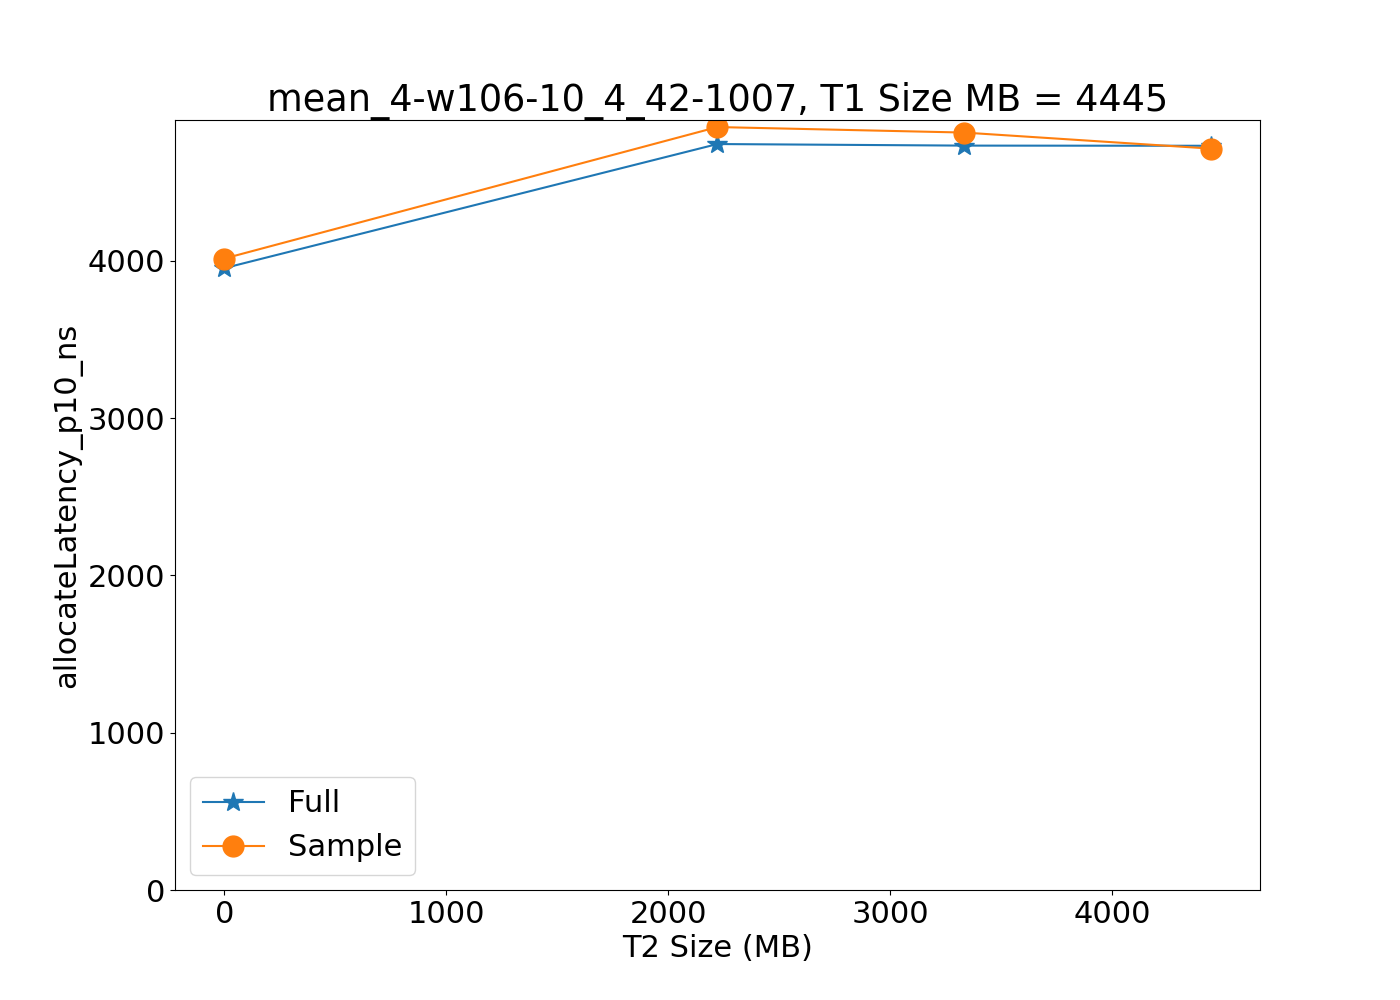 mean_4-w106-10_4_42-1007, T1 Size MB = 4445
allocateLatency_p10_ns
4000
3000
2000
1000
0
Full
Sample
0 1000 2000 3000 4000
T2 Size (MB)